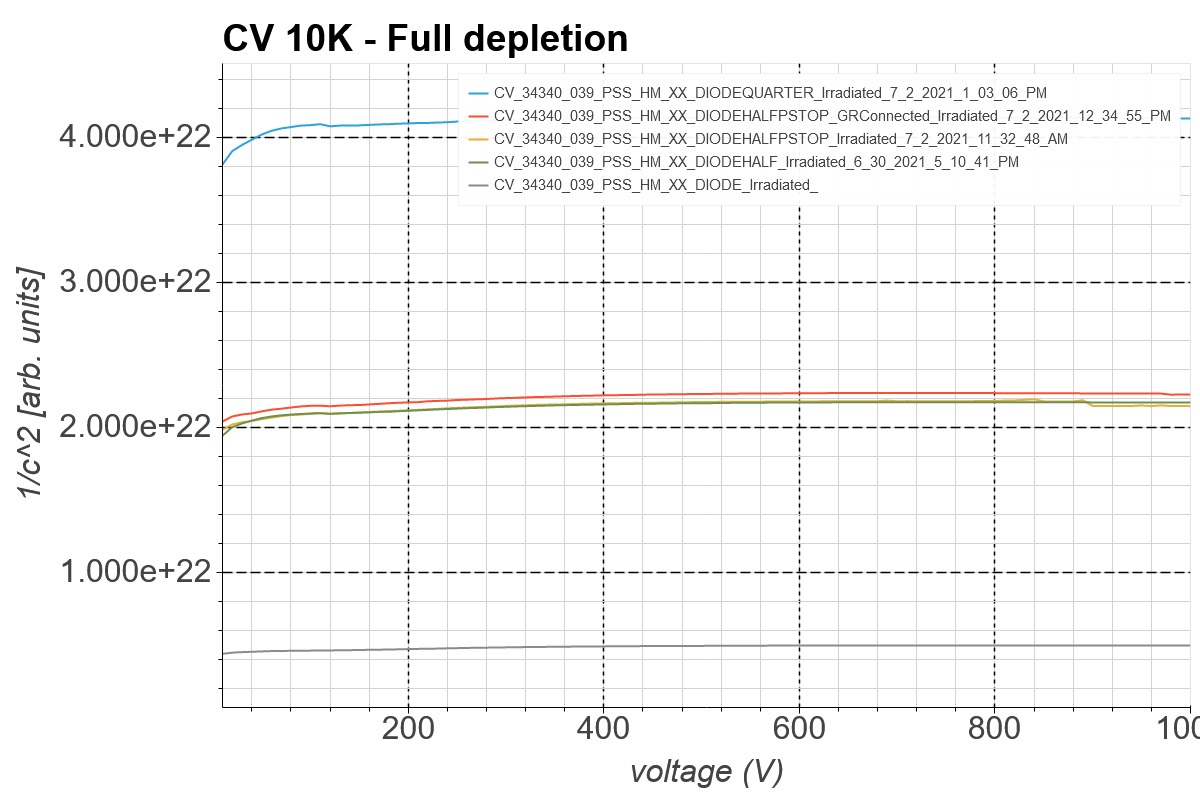 CV 10K - Full depletion
CV_34340_039_PSS_HM_XX_DIODEQUARTER_Irradiated_7_2_2021_1_03_06_PM
CV_34340_039_PSS_HM_XX_DIODEHALFPSTOP_GRConnected_Irradiated_7_2_2021_12_34_55_PM
CV_34340_039_PSS_HM_XX_DIODEHALFPSTOP_Irradiated_7_2_2021_11_32_48_AM
CV_34340_039_PSS_HM_XX_DIODEHALF_Irradiated_6_30_2021_5_10_41_PM
CV_34340_039_PSS_HM_XX_DIODE_Irradiated_
4.000e+22
3.000e+22
2.000e+22
1.000e+22
1/c^2 [arb. units]
200 400 600 800 100
voltage (V)